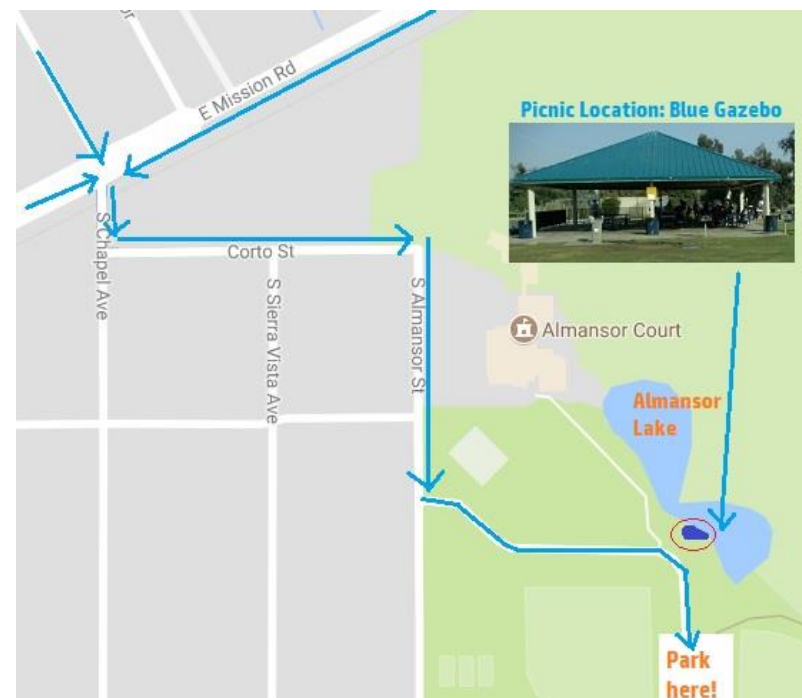 E Mission Rd
Picnic Location: Blue Gazebo
S Chapel Ave
Corto St
S Sierra Vista Ave
S Almansor St
Almansor Court
Almansor
Lake
Park
here!